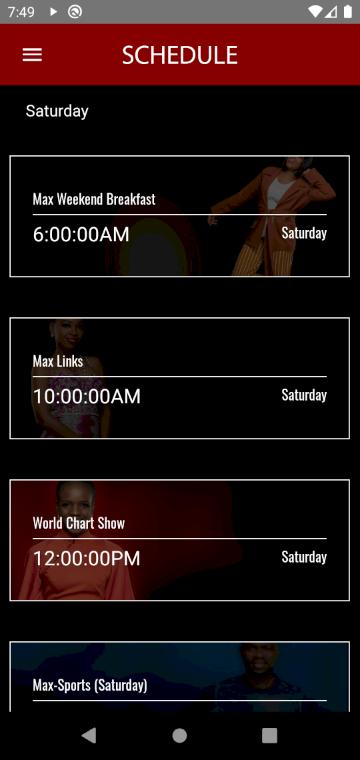 7:49
SCHEDULE
Saturday
Max Weekend Breakfast
6:00:00AM
Saturday
Max Links
10:00:00AM
Saturday
World Chart Show
12:00:00PM
Saturday
Max-Sports (Saturday)